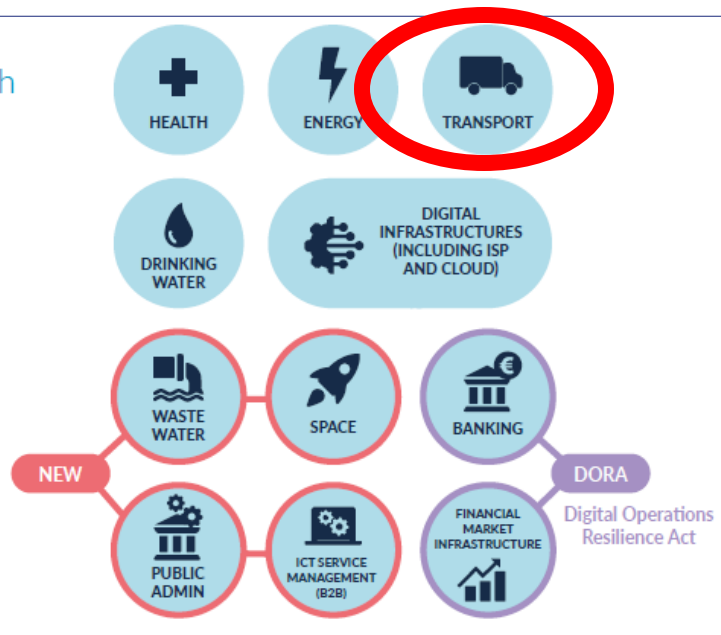 h
HEALTH
ENERGY
TRANSPORT
DRINKING
WATER
DIGITAL
INFRASTRUCTURES
(INCLUDING ISP
AND CLOUD)
WASTE
WATER
SPACE
BANKING
NEW
DORA
Digital Operations
Resilience Act
PUBLIC
ADMIN
ICT SERVICE
MANAGEMENT
(B2B)
FINANCIAL
MARKET
INFRASTRUCTURE